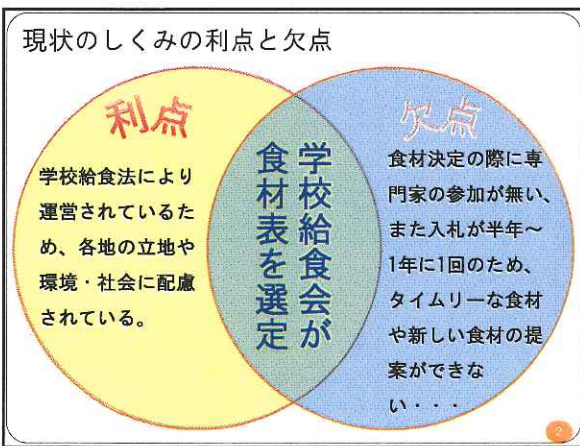 現状のしくみの利点と欠点
利点
学校給食法により
運営されているた
め、各地の立地や
環境・社会に配慮
されている。
学校給食会が
食材表を選定
欠点
食材決定の際に専
門家の参加が無い、
また入札が半年～
1年に1回のため、
タイムリーな食材
や新しい食材の提
案ができな
い・・・
2